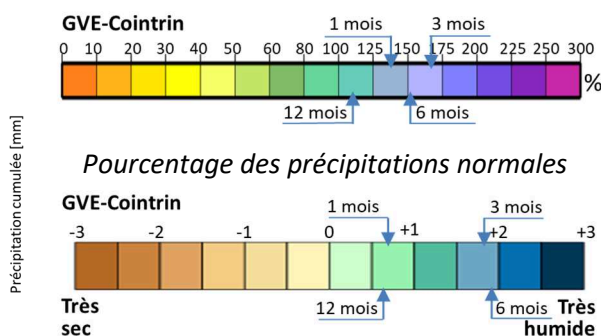 GVE-Cointrin
1 mois
3 mois
0 10 20 30 40 50 60 80 100 125 150 175 200 225 250 300
%
12 mois
6 mois
Précipitation cumulée [mm]
Pourcentage des précipitations normales
GVE-Cointrin
1 mois
3 mois
-3 -2 -1 0 +1 +2 +3
Très sec
12 mois
6 mois
Très humide